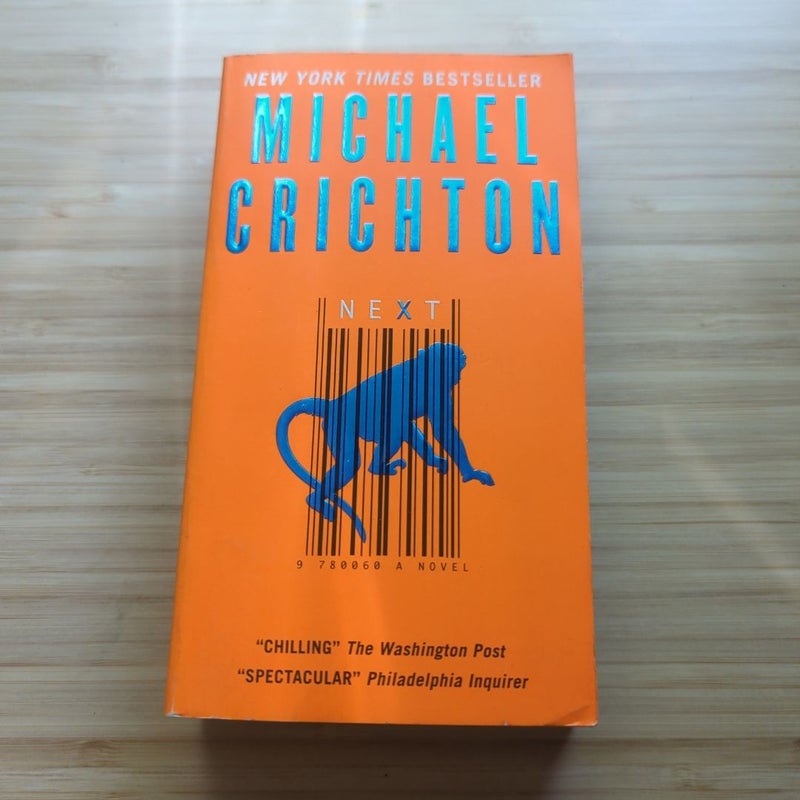 NEW YORK TIMES BESTSELLER
MICHAEL
CRICHTON
NEXT
9 780060 A NOVEL
“CHILLING” The Washington Post
“SPECTACULAR” Philadelphia Inquirer